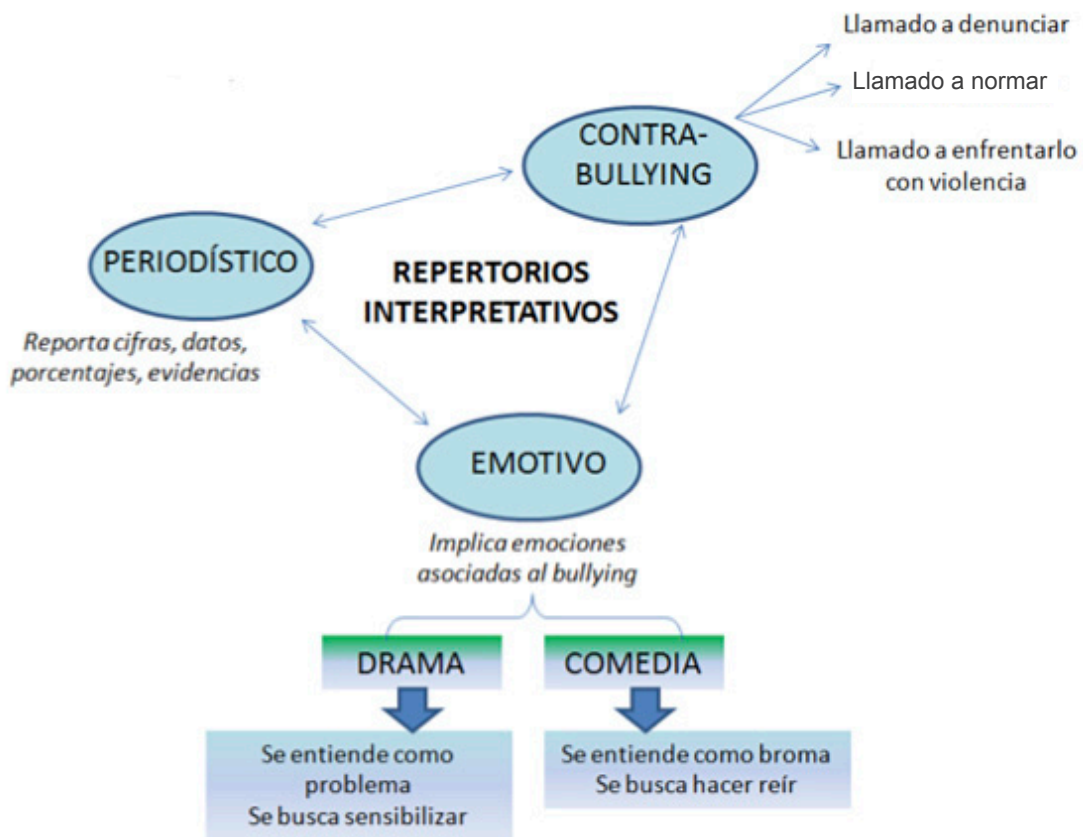 Llamado a denunciar
Llamado a normar
Llamado a enfrentarlo
con violencia
CONTRA-
BULLYING
PERIODÍSTICO
Reporta cifras, datos,
porcentajes, evidencias
REPERTORIOS
INTERPRETATIVOS
EMOTIVO
Implica emociones
asociadas al bullying
DRAMA
Se entiende como
problema
Se busca sensibilizar
COMEDIA
Se entiende como broma
Se busca hacer reír